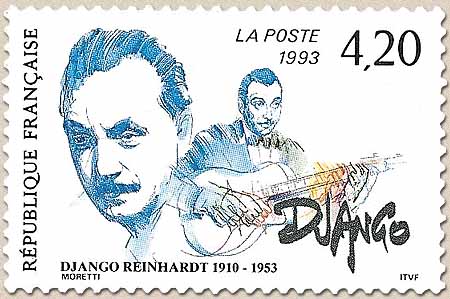 RÉPUBLIQUE FRANÇAISE
LA POSTE
1993
4,20
DJANGO
DJANGO REINHARDT 1910 - 1953
MORETTI
ITVF